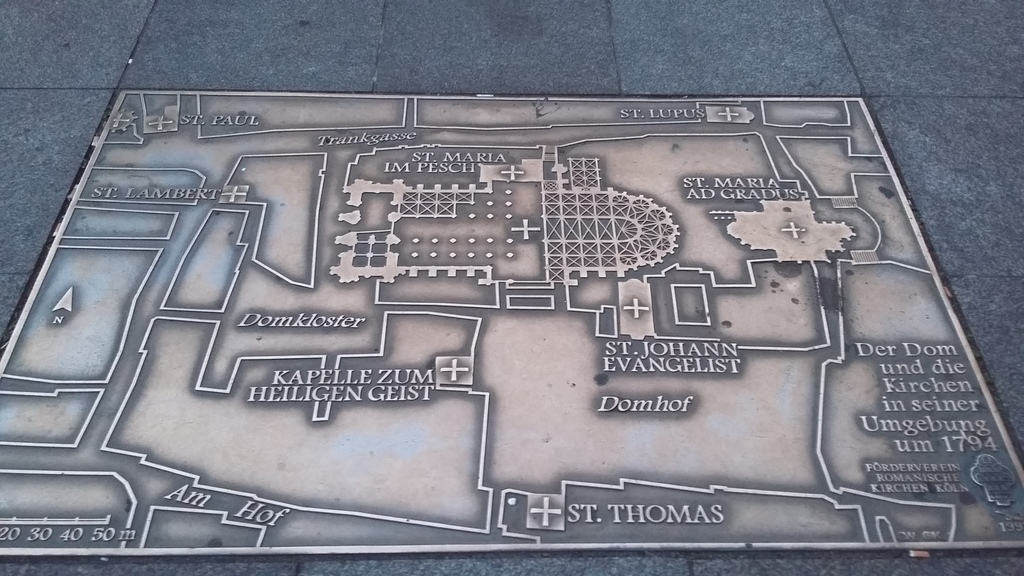 ST. PAUL
ST. LUPUS
Trankgasse
ST. MARIA
IM PESCH
ST. LAMBERT
ST. MARIA
AD GRADUS
N
Domkloster
ST. JOHANN
EVANGELIST
KAPELLE ZUM
HEILIGEN GEIST
Domhof
Der Dom
und die
Kirchen
in seiner
Umgebung
um 1794
FÖRDERVEREIN
ROMANISCHE
KIRCHEN KÖLN
Am Hof
ST. THOMAS
20 30 40 50 m